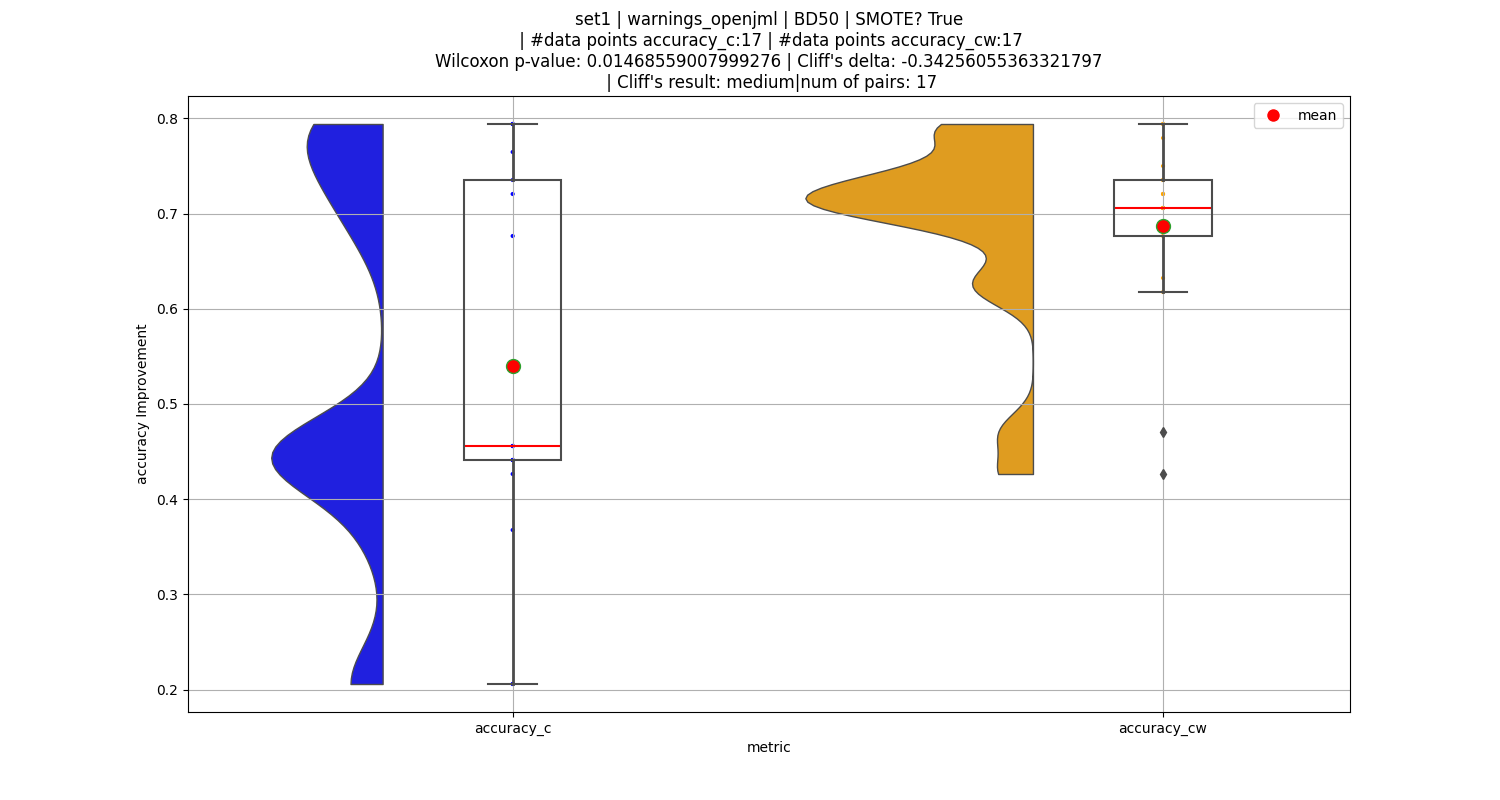 set1 | warnings_openjml | BD50 | SMOTE? True
| #data points accuracy_c:17 | #data points accuracy_cw:17
Wilcoxon p-value: 0.01468559007999276 | Cliff's delta: -0.34256055363321797
| Cliff's result: medium|num of pairs: 17
mean
0.8
0.7
0.6
0.5
0.4
0.3
0.2
accuracy Improvement
accuracy_c
accuracy_cw
metric